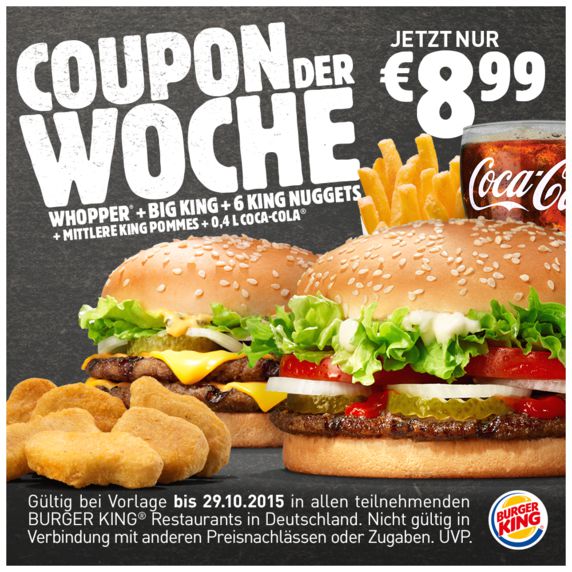 COUPON DER
WOCHE
JETZT NUR
€8 99
WHOPPER® + BIG KING + 6 KING NUGGETS
+ MITTLERE KING POMMES + 0,4 L COCA-COLA®
Coca-C
Gültig bei Vorlage bis 29.10.2015 in allen teilnehmenden
BURGER KING® Restaurants in Deutschland. Nicht gültig in
Verbindung mit anderen Preisnachlässen oder Zugaben. UVP.
BURGER
KING